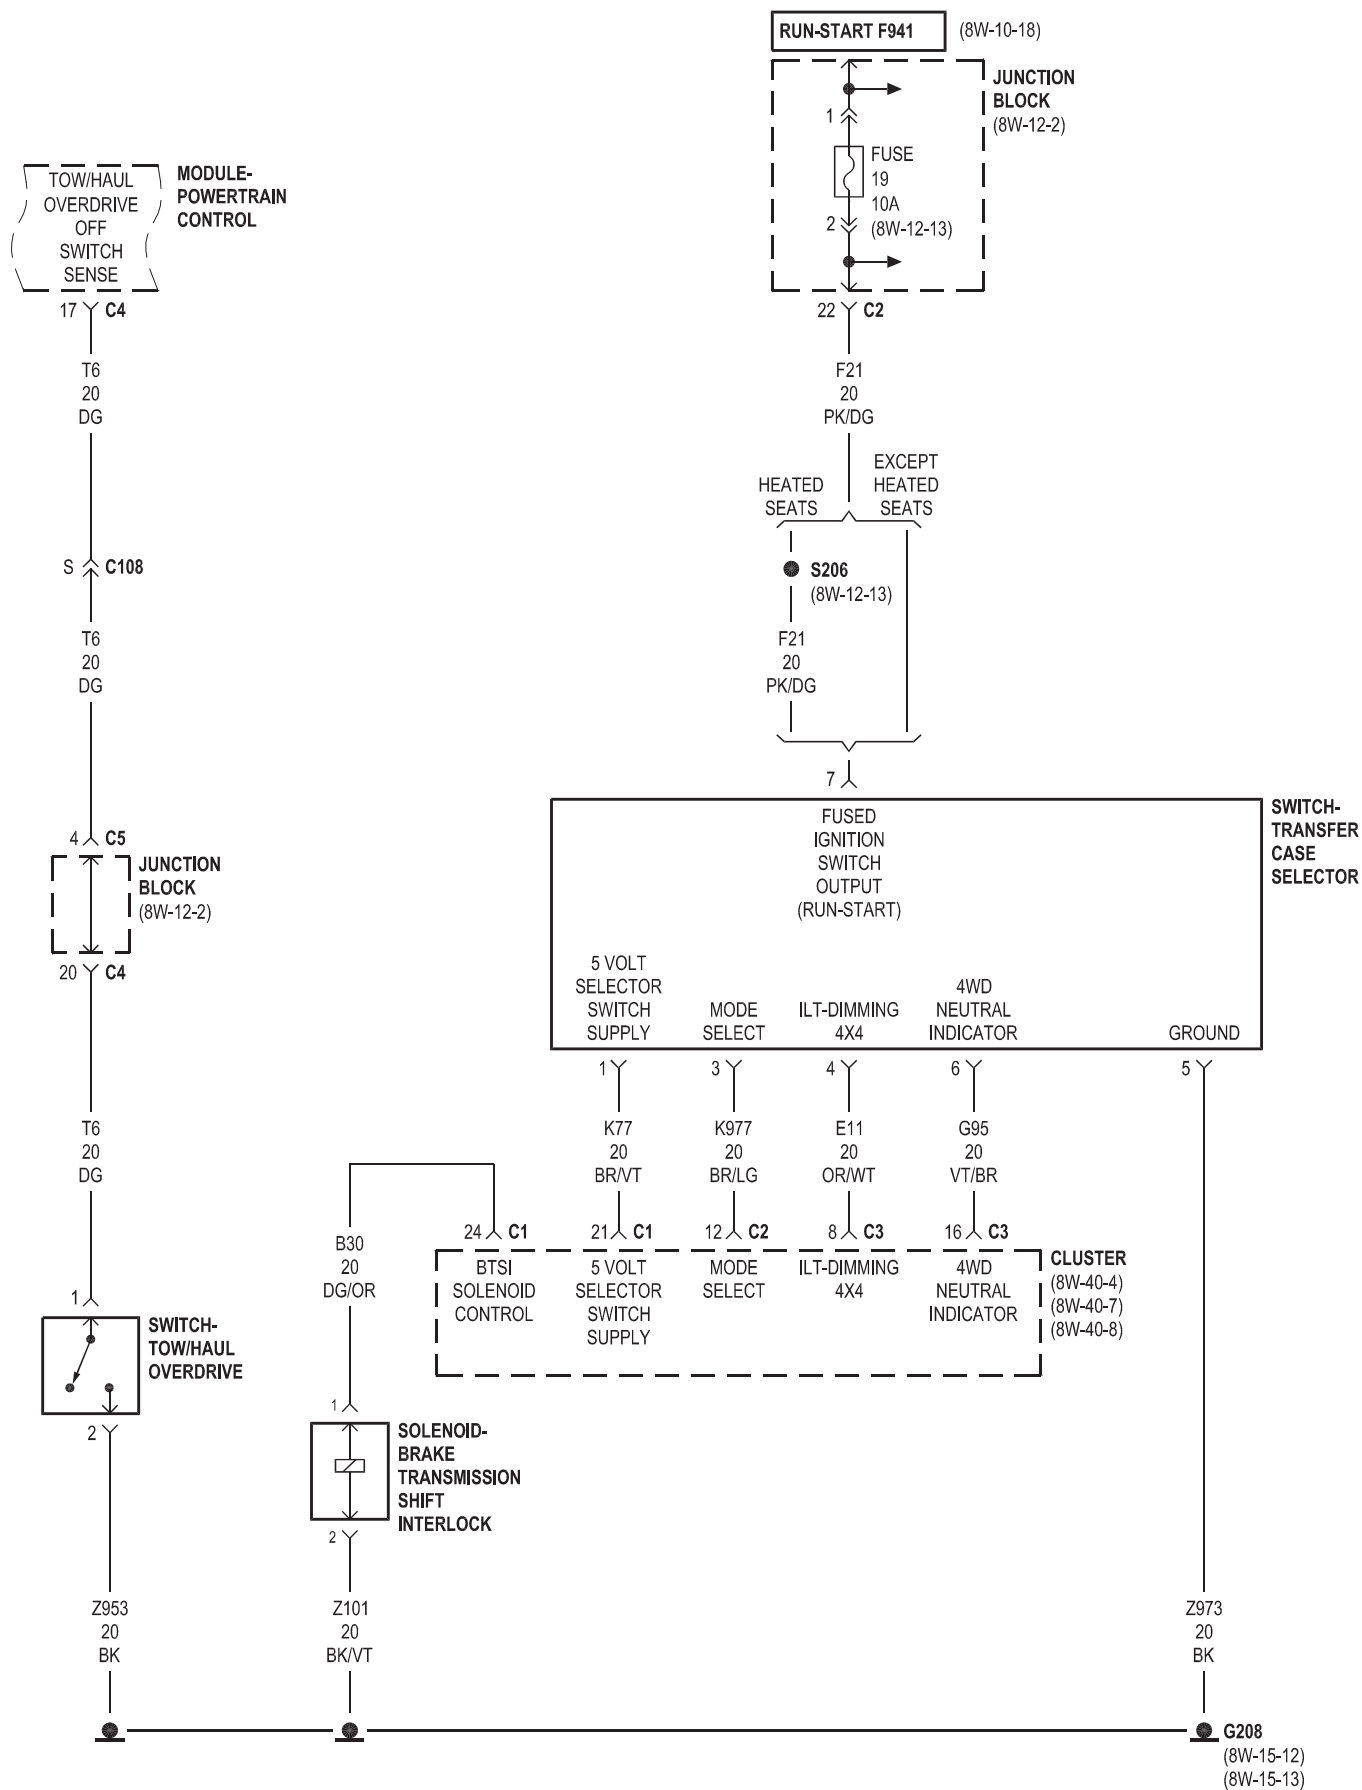 RUN-START F941 (8W-10-18)
JUNCTION
BLOCK
(8W-12-2)
1
FUSE
19
10A
(8W-12-13)
2
22 C2
F21
20
PK/DG
HEATED
SEATS
EXCEPT
HEATED
SEATS
S206
(8W-12-13)
F21
20
PK/DG
7
MODULE-
POWERTRAIN
CONTROL
TOW/HAUL
OVERDRIVE
OFF
SWITCH
SENSE
17 C4
T6
20
DG
S C108
T6
20
DG
4 C5
JUNCTION
BLOCK
(8W-12-2)
20 C4
T6
20
DG
1
SWITCH-
TOW/HAUL
OVERDRIVE
2
Z953
20
BK
SWITCH-
TRANSFER
CASE
SELECTOR
FUSED
IGNITION
SWITCH
OUTPUT
(RUN-START)
5 VOLT
SELECTOR
SWITCH
SUPPLY
MODE
SELECT
ILT-DIMMING
4X4
4WD
NEUTRAL
INDICATOR
GROUND
1
3
4
6
5
K77
20
BR/VT
K977
20
BR/LG
E11
20
OR/WT
G95
20
VT/BR
24 C1
21 C1
12 C2
8 C3
16 C3
BTSI
SOLENOID
CONTROL
5 VOLT
SELECTOR
SWITCH
SUPPLY
MODE
SELECT
ILT-DIMMING
4X4
4WD
NEUTRAL
INDICATOR
CLUSTER
(8W-40-4)
(8W-40-7)
(8W-40-8)
B30
20
DG/OR
1
SOLENOID-
BRAKE
TRANSMISSION
SHIFT
INTERLOCK
2
Z101
20
BK/VT
Z973
20
BK
G208
(8W-15-12)
(8W-15-13)